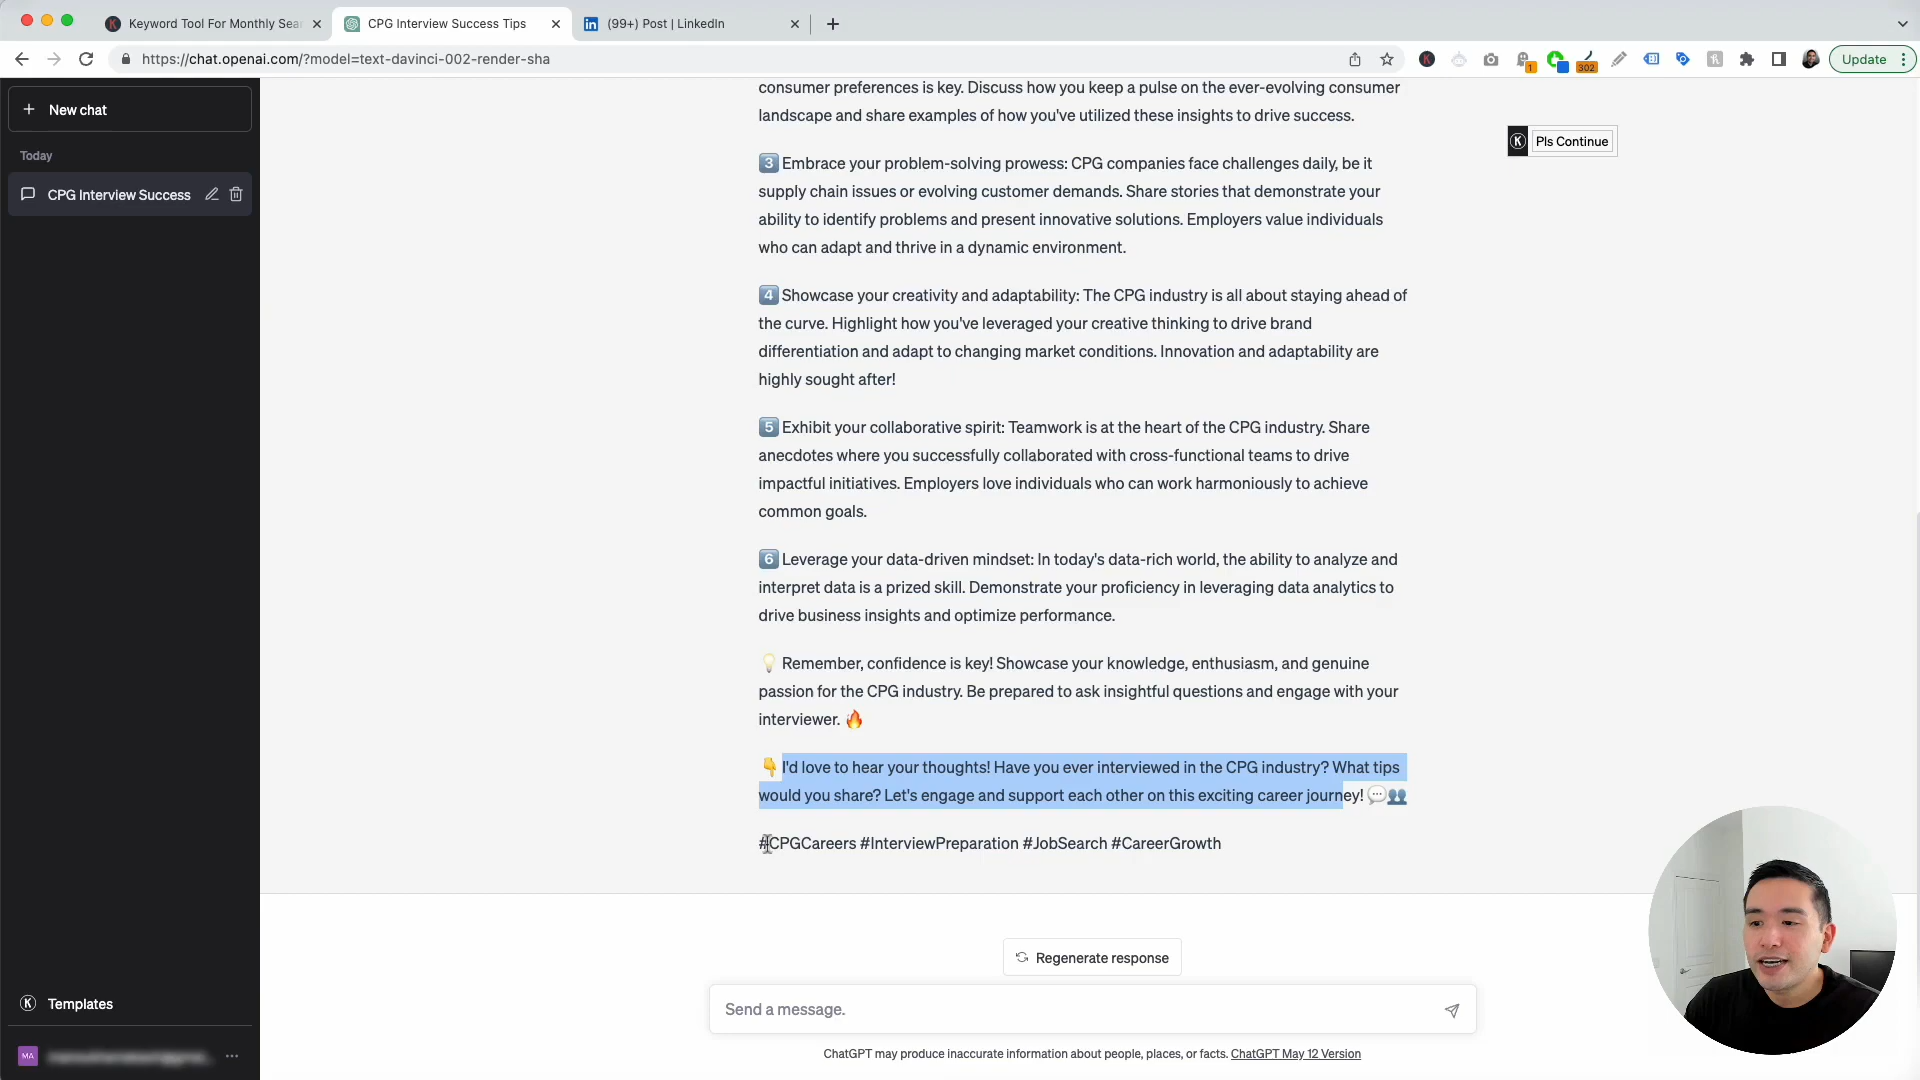 Keyword Tool For Monthly Sear
CPG Interview Success Tips
(99+) Post | LinkedIn
https://chat.openai.com/?model=text-davinci-002-render-sha
1
302
Update
New chat
Today
CPG Interview Success
consumer preferences is key. Discuss how you keep a pulse on the ever-evolving consumer
landscape and share examples of how you've utilized these insights to drive success.
K Pls Continue
3 Embrace your problem-solving prowess: CPG companies face challenges daily, be it
supply chain issues or evolving customer demands. Share stories that demonstrate your
ability to identify problems and present innovative solutions. Employers value individuals
who can adapt and thrive in a dynamic environment.
4 Showcase your creativity and adaptability: The CPG industry is all about staying ahead of
the curve. Highlight how you've leveraged your creative thinking to drive brand
differentiation and adapt to changing market conditions. Innovation and adaptability are
highly sought after!
5 Exhibit your collaborative spirit: Teamwork is at the heart of the CPG industry. Share
anecdotes where you successfully collaborated with cross-functional teams to drive
impactful initiatives. Employers love individuals who can work harmoniously to achieve
common goals.
6 Leverage your data-driven mindset: In today's data-rich world, the ability to analyze and
interpret data is a prized skill. Demonstrate your proficiency in leveraging data analytics to
drive business insights and optimize performance.
💡 Remember, confidence is key! Showcase your knowledge, enthusiasm, and genuine
passion for the CPG industry. Be prepared to ask insightful questions and engage with your
interviewer. 🔥
👇 I'd love to hear your thoughts! Have you ever interviewed in the CPG industry? What tips
would you share? Let's engage and support each other on this exciting career journey! 💬👥
#CPGCareers #InterviewPreparation #JobSearch #CareerGrowth
Regenerate response
Send a message.
K Templates
MA
ChatGPT may produce inaccurate information about people, places, or facts. ChatGPT May 12 Version